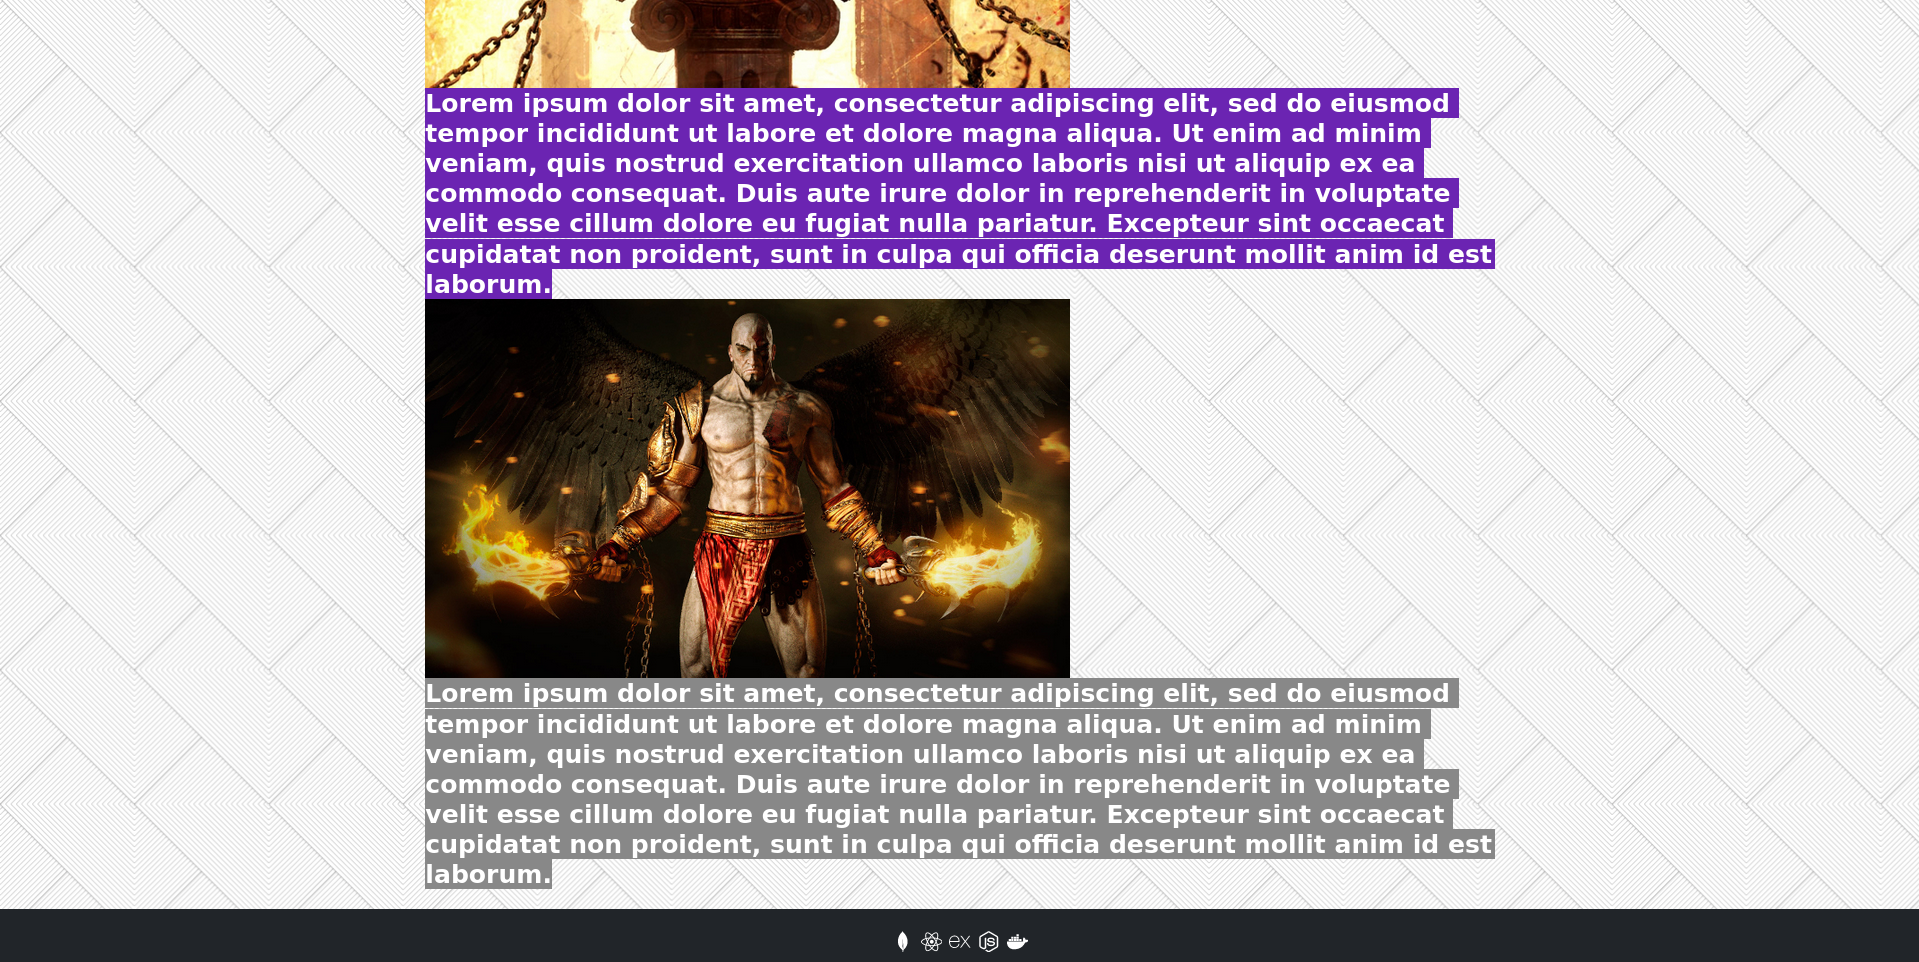 Lorem ipsum dolor sit amet, consectetur adipiscing elit, sed do eiusmod
tempor incididunt ut labore et dolore magna aliqua. Ut enim ad minim
veniam, quis nostrud exercitation ullamco laboris nisi ut aliquip ex ea
commodo consequat. Duis aute irure dolor in reprehenderit in voluptate
velit esse cillum dolore eu fugiat nulla pariatur. Excepteur sint occaecat
cupidatat non proident, sunt in culpa qui officia deserunt mollit anim id est
laborum.
Lorem ipsum dolor sit amet, consectetur adipiscing elit, sed do eiusmod
tempor incididunt ut labore et dolore magna aliqua. Ut enim ad minim
veniam, quis nostrud exercitation ullamco laboris nisi ut aliquip ex ea
commodo consequat. Duis aute irure dolor in reprehenderit in voluptate
velit esse cillum dolore eu fugiat nulla pariatur. Excepteur sint occaecat
cupidatat non proident, sunt in culpa qui officia deserunt mollit anim id est
laborum.
ex JS